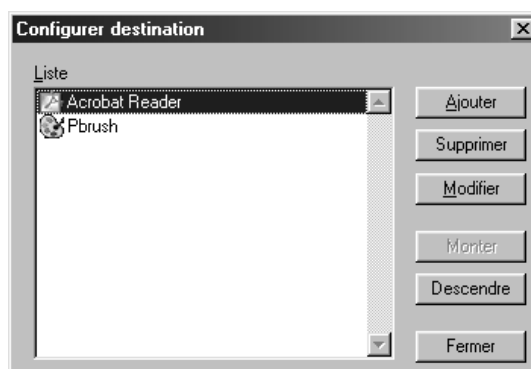 Configurer destination
Liste
Acrobat Reader
Pbrush
Ajouter
Supprimer
Modifier
Monter
Descendre
Fermer